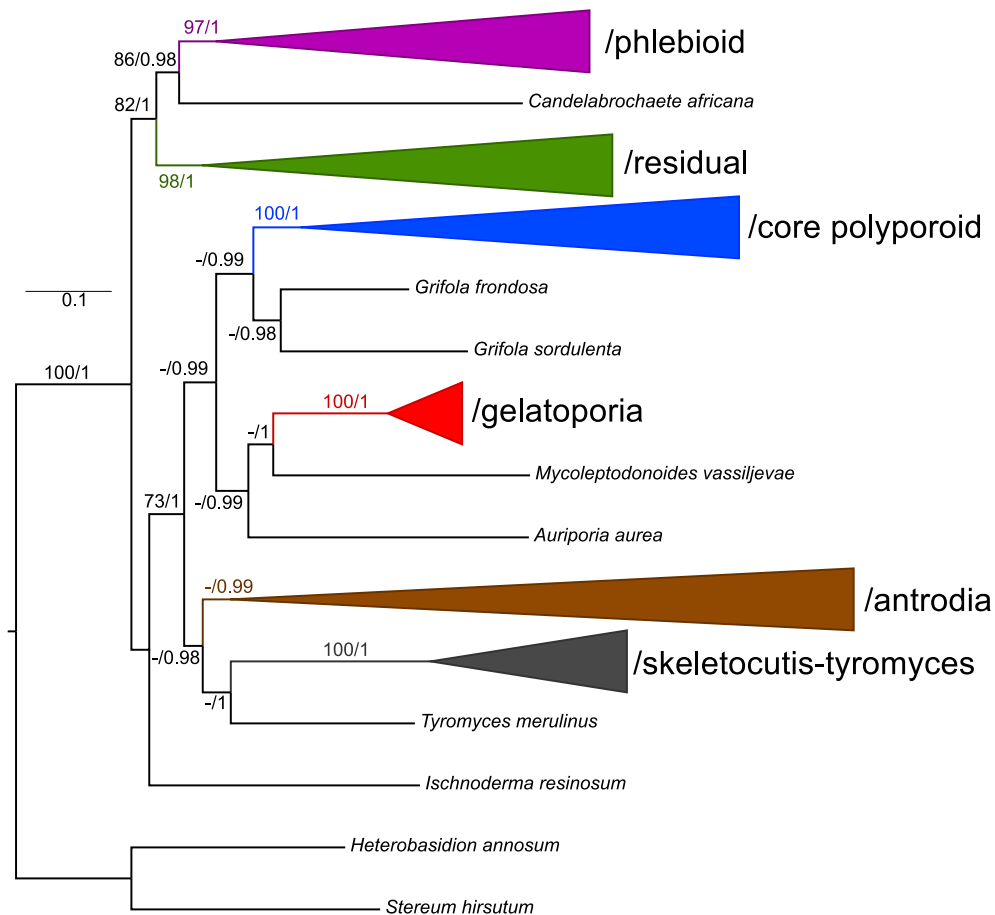 97/1
/phlebioid
86/0.98
Candelabrochaete africana
82/1
/residual
98/1
100/1
/core polyporoid
-/0.99
Grifola frondosa
0.1
-/0.98
Grifola sordulenta
-/0.99
100/1
100/1
/gelatoporia
-/1
Mycoleptodonoides vassiljevae
73/1
-/0.99
Auriporia aurea
-/0.99
/antrodia
-/0.98
100/1
/skeletocutis-tyromyces
-/1
Tyromyces merulinus
Ischnoderma resinosum
Heterobasidion annosum
Stereum hirsutum